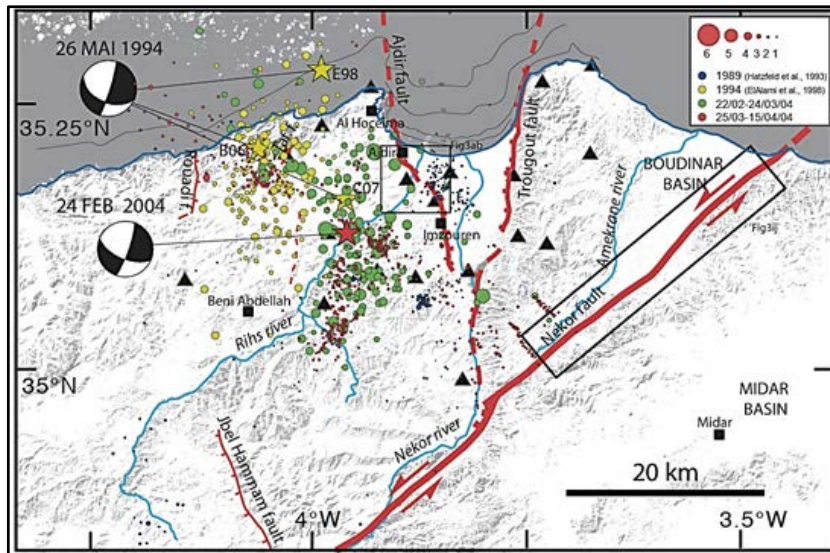 26 MAI 1994
E98
Ajdir fault
6 5 4 3 2 1
1989 (Hatzfeld et al., 1993)
1994 (ElAlami et al., 1998)
22/02-24/03/04
25/03-15/04/04
35.25°N
Al Hoceima
Fig3ab
Trougout fault
BOUDINAR
BASIN
C07
24 FEB 2004
Imzouren
Amekrane river
Fig3ij
Beni Abdellah
Rihs river
Nekor fault
35°N
MIDAR
BASIN
Midar
Nekor river
Jbel Hammam fault
20 km
4°W
3.5°W